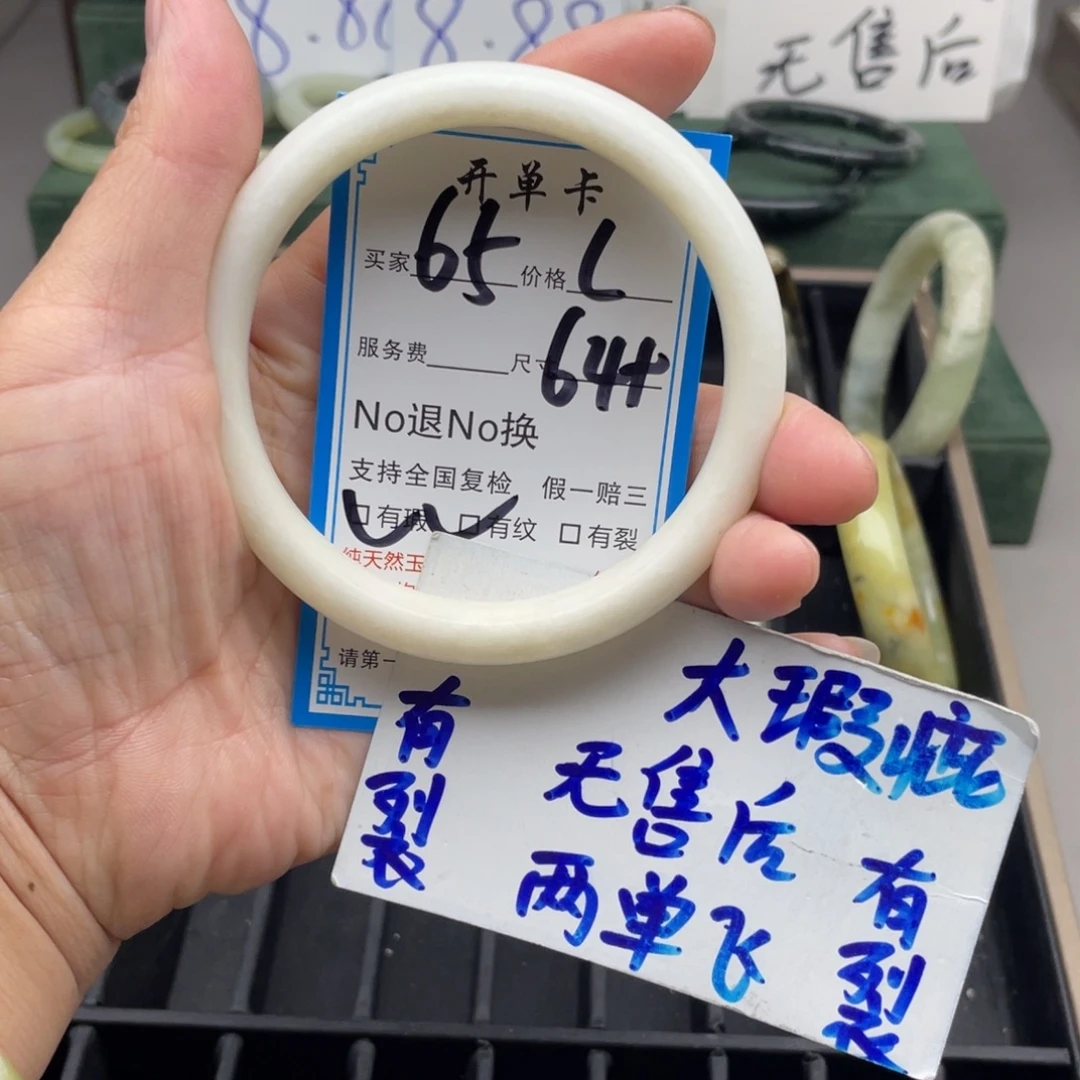 8.88
8.88
无售后
开单卡
买家 65 价格 L
服务费 尺寸 64+
No退No换
支持全国复检 假一赔三
☑有瑕 ☑有纹 □有裂
纯天然玉
请第一
大瑕疵
无售后
两单飞
有裂
有裂